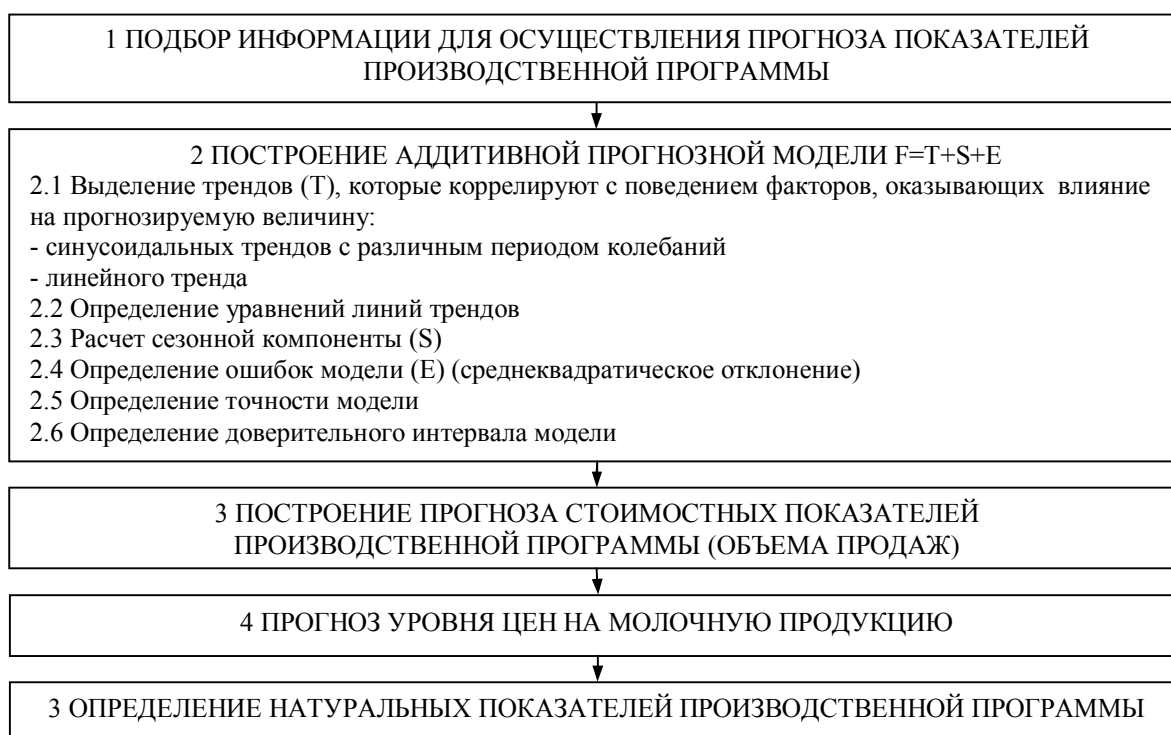 1 ПОДБОР ИНФОРМАЦИИ ДЛЯ ОСУЩЕСТВЛЕНИЯ ПРОГНОЗА ПОКАЗАТЕЛЕЙ
ПРОИЗВОДСТВЕННОЙ ПРОГРАММЫ
2 ПОСТРОЕНИЕ АДДИТИВНОЙ ПРОГНОЗНОЙ МОДЕЛИ F=T+S+E
2.1 Выделение трендов (Т), которые коррелируют с поведением факторов, оказывающих влияние
на прогнозируемую величину:
- синусоидальных трендов с различным периодом колебаний
- линейного тренда
2.2 Определение уравнений линий трендов
2.3 Расчет сезонной компоненты (S)
2.4 Определение ошибок модели (Е) (среднеквадратическое отклонение)
2.5 Определение точности модели
2.6 Определение доверительного интервала модели
3 ПОСТРОЕНИЕ ПРОГНОЗА СТОИМОСТНЫХ ПОКАЗАТЕЛЕЙ
ПРОИЗВОДСТВЕННОЙ ПРОГРАММЫ (ОБЪЕМА ПРОДАЖ)
4 ПРОГНОЗ УРОВНЯ ЦЕН НА МОЛОЧНУЮ ПРОДУКЦИЮ
3 ОПРЕДЕЛЕНИЕ НАТУРАЛЬНЫХ ПОКАЗАТЕЛЕЙ ПРОИЗВОДСТВЕННОЙ ПРОГРАММЫ